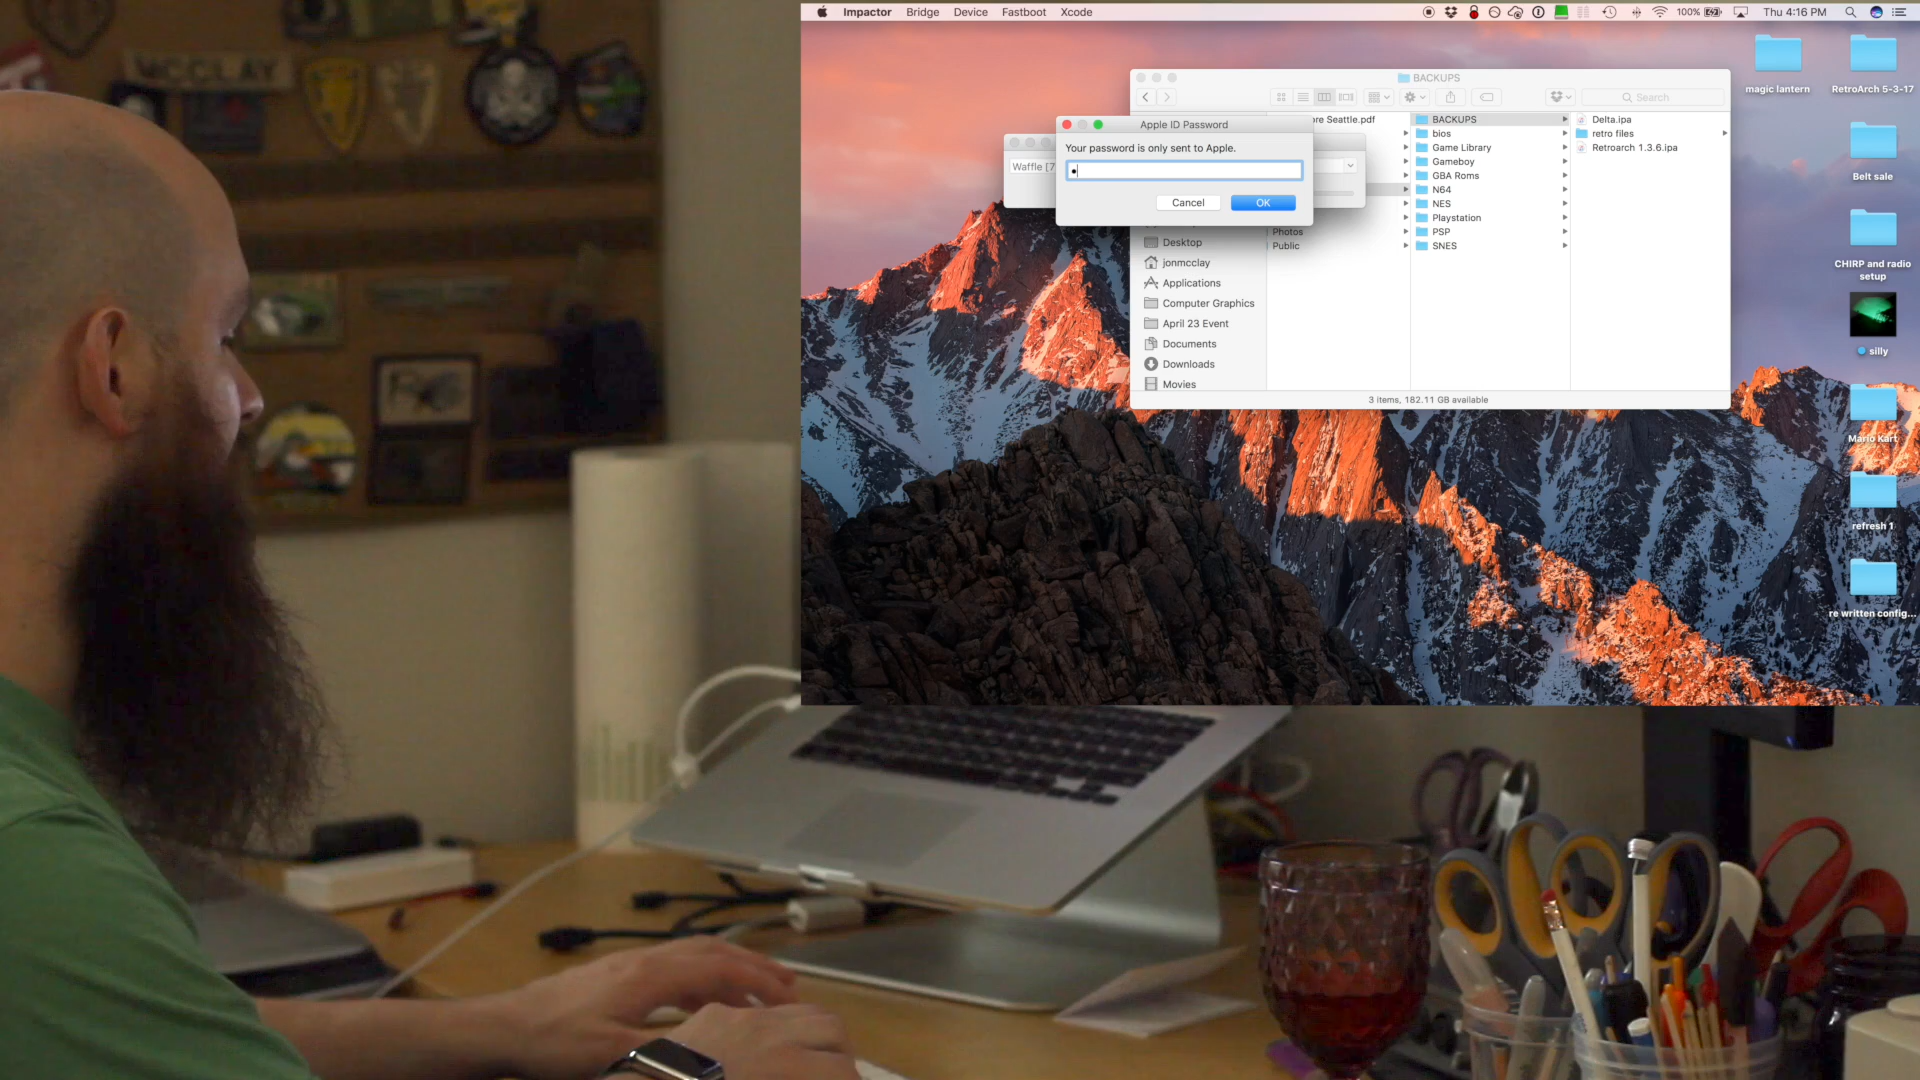 MCCLAY
Impactor Bridge Device Fastboot Xcode
100% Thu 4:16 PM
BACKUPS
Search
Apple ID Password
Your password is only sent to Apple.
Cancel OK
Waffle [7
re Seattle.pdf
Photos
Public
Desktop
jonmcclay
Applications
Computer Graphics
April 23 Event
Documents
Downloads
Movies
BACKUPS
bios
Game Library
Gameboy
GBA Roms
N64
NES
Playstation
PSP
SNES
Delta.ipa
retro files
Retroarch 1.3.6.ipa
3 items, 182.11 GB available
magic lantern
RetroArch 5-3-17
Belt sale
CHIRP and radio
setup
silly
Mario Kart
refresh 1
re written config...